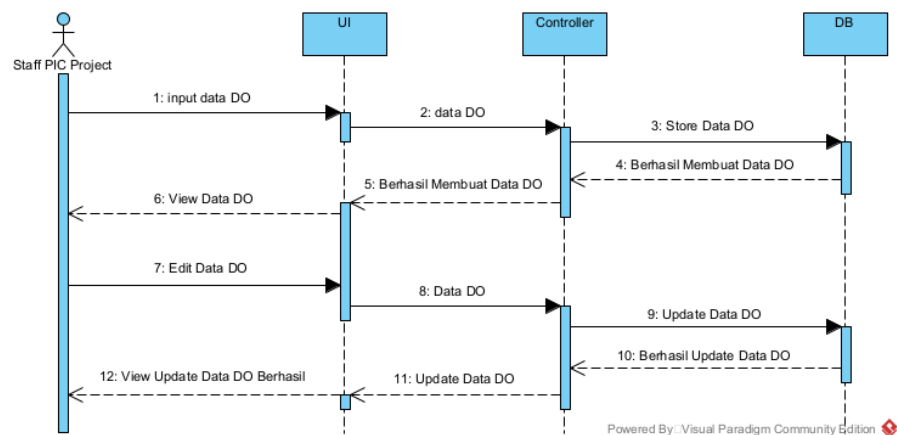 UI
Controller
DB
Staff PIC Project
1: input data DO
2: data DO
3: Store Data DO
4: Berhasil Membuat Data DO
5: Berhasil Membuat Data DO
6: View Data DO
7: Edit Data DO
8: Data DO
9: Update Data DO
10: Berhasil Update Data DO
11: Update Data DO
12: View Update Data DO Berhasil
Powered By Visual Paradigm Community Edition